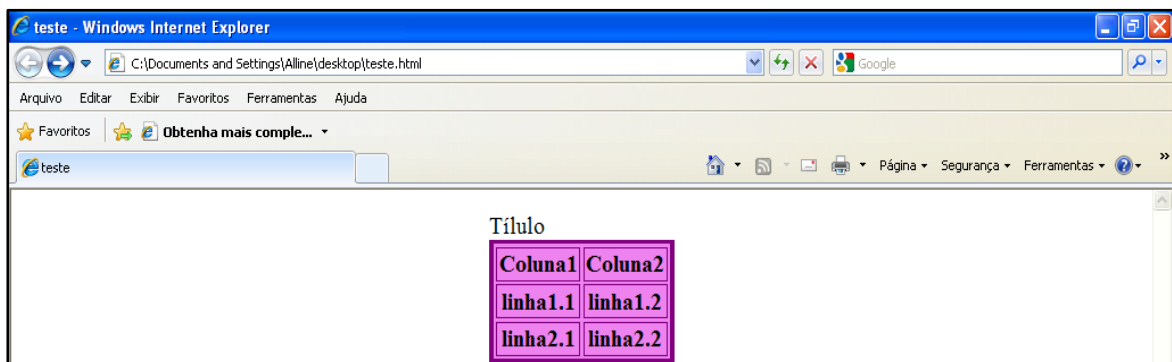 teste - Windows Internet Explorer
C:\Documents and Settings\Alline\desktop\teste.html
Google
Arquivo Editar Exibir Favoritos Ferramentas Ajuda
Favoritos Obtenha mais comple...
teste Página Segurança Ferramentas
Tílulo
Coluna1 Coluna2
linha1.1 linha1.2
linha2.1 linha2.2